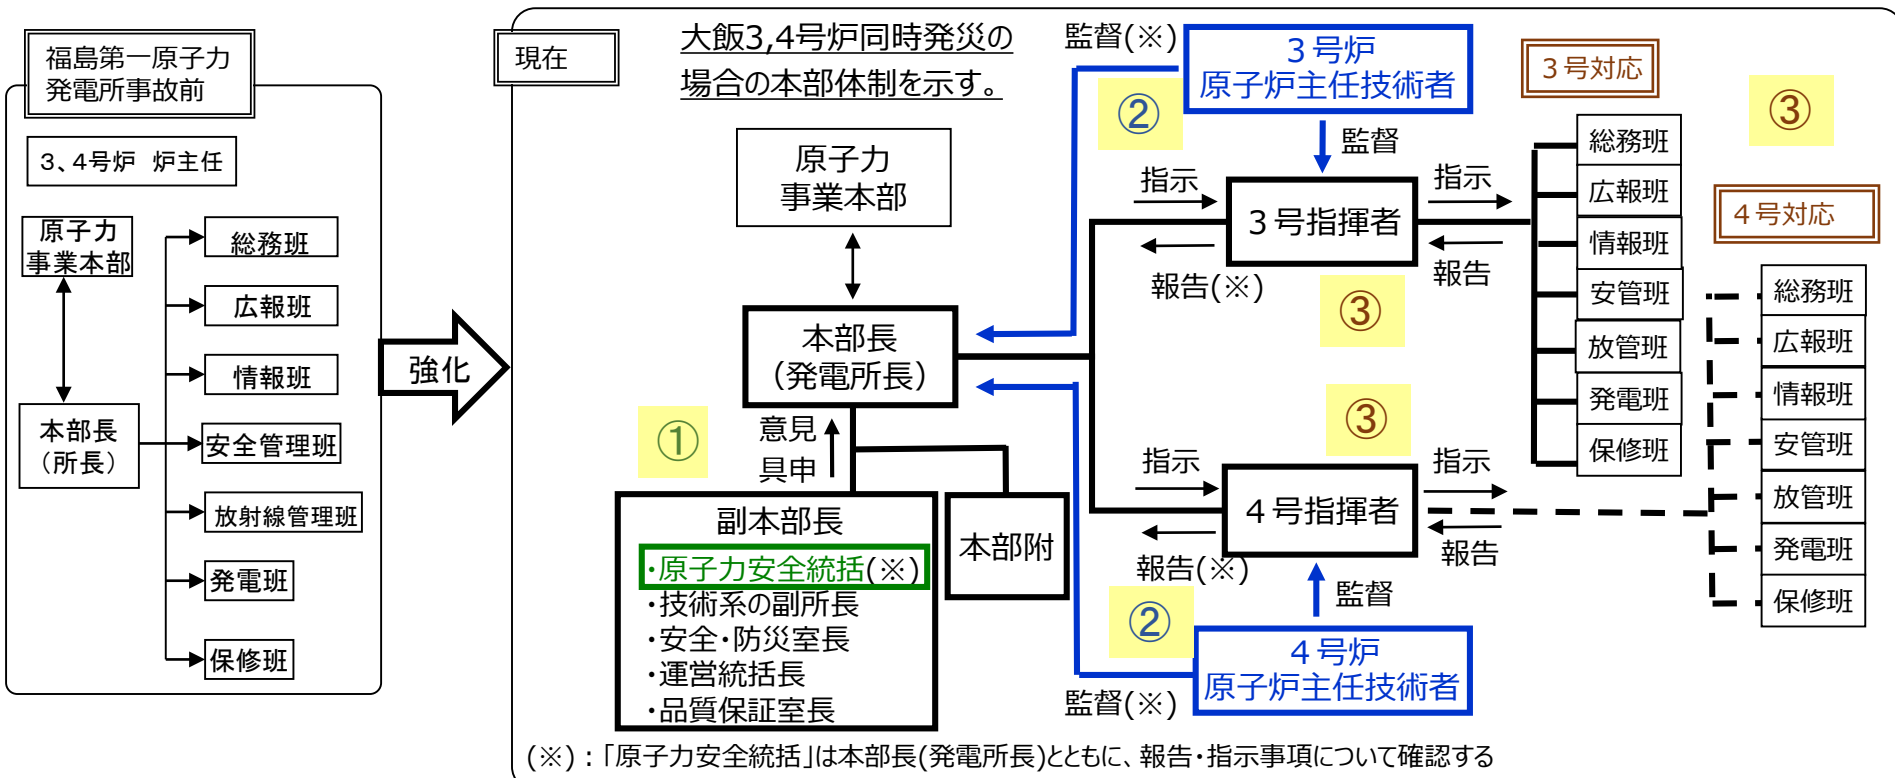 福島第一原子力
発電所事故前
3、4号炉 炉主任
原子力
事業本部
本部長
(所長)
総務班
広報班
情報班
安全管理班
放射線管理班
発電班
保修班
強化
現在
大飯3,4号炉同時発災の
場合の本部体制を示す。
原子力
事業本部
本部長
(発電所長)
①
意見
具申
副本部長
・原子力安全統括(※)
・技術系の副所長
・安全・防災室長
・運営統括長
・品質保証室長
本部附
監督(※)
②
3号炉
原子炉主任技術者
監督
指示
3号指揮者
指示
報告(※)
報告
③
③
指示
4号指揮者
指示
報告(※)
報告
監督
②
4号炉
原子炉主任技術者
監督(※)
3号対応
③
総務班
広報班
情報班
安管班
放管班
発電班
保修班
4号対応
総務班
広報班
情報班
安管班
放管班
発電班
保修班
(※):「原子力安全統括」は本部長(発電所長)とともに、報告・指示事項について確認する